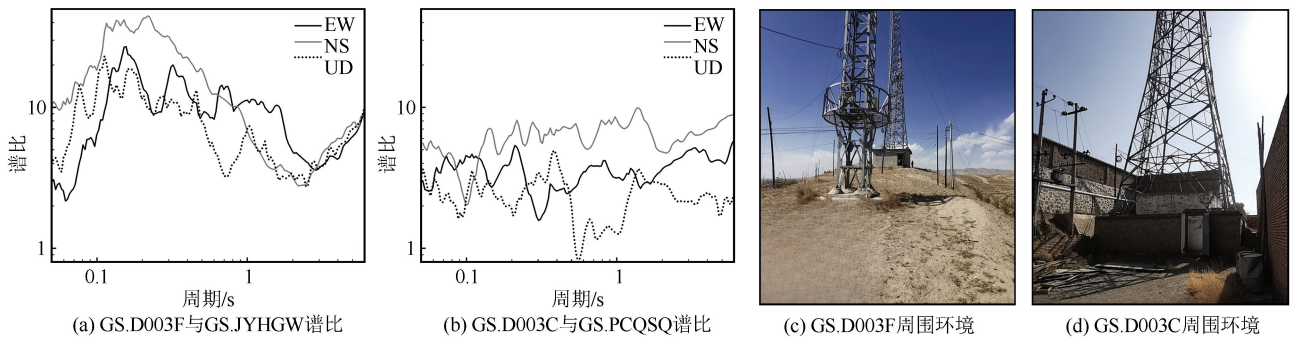 EW
NS
UD
10
1
谱比
0.1
1
周期/s
(a) GS.D003F与GS.JYHGW谱比
EW
NS
UD
10
1
谱比
0.1
1
周期/s
(b) GS.D003C与GS.PCQSQ谱比
(c) GS.D003F周围环境
(d) GS.D003C周围环境